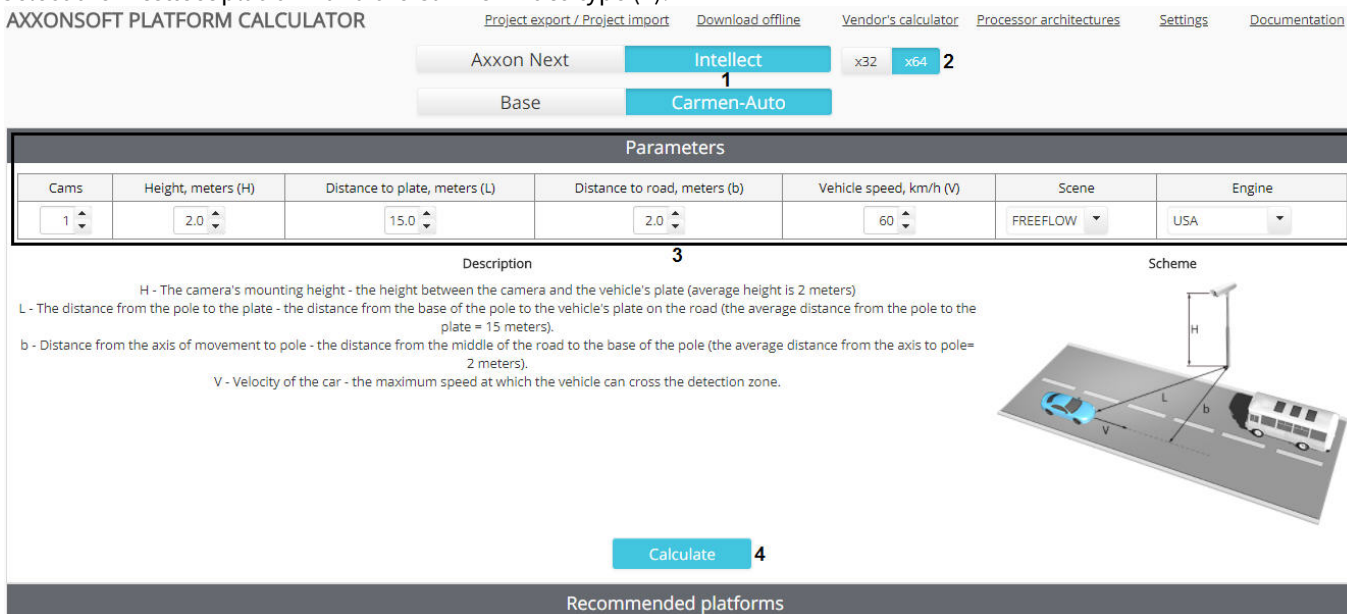 AXXONSOFT PLATFORM CALCULATOR
Project export / Project import Download offline Vendor's calculator Processor architectures Settings Documentation
Axxon Next Intellect x32 x64 2
1
Base Carmen-Auto
Parameters
Cams Height, meters (H) Distance to plate, meters (L) Distance to road, meters (b) Vehicle speed, km/h (V) Scene Engine
1 2.0 15.0 2.0 60 FREEFLOW USA
3
Description
H - The camera's mounting height - the height between the camera and the vehicle's plate (average height is 2 meters)
L - The distance from the pole to the plate - the distance from the base of the pole to the vehicle's plate on the road (the average distance from the pole to the
plate = 15 meters).
b - Distance from the axis of movement to pole - the distance from the middle of the road to the base of the pole (the average distance from the axis to pole=
2 meters).
V - Velocity of the car - the maximum speed at which the vehicle can cross the detection zone.
Scheme
H
L
b
V
Calculate 4
Recommended platforms